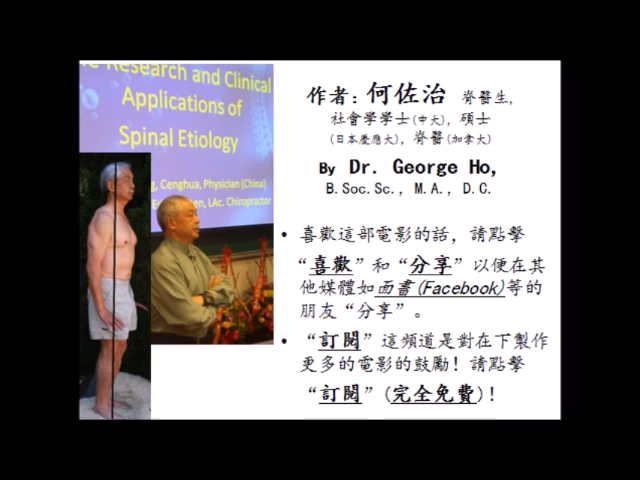 Research and Clinical
Applications of
Spinal Etiology
Cenghua, Physician (China)
LAc. Chiropractor
作者：何佐治 脊醫生,
社會學學士(中大), 碩士
(日本慶應大), 脊醫(加拿大)
By Dr. George Ho,
B.Soc.Sc., M.A., D.C.
• 喜歡這部電影的話, 請點擊
“喜歡”和“分享”以便在其
他媒體如面書(Facebook)等的
朋友“分享”。
• “訂閱”這頻道是對在下製作
更多的電影的鼓勵！請點擊
“訂閱”(完全免費)!